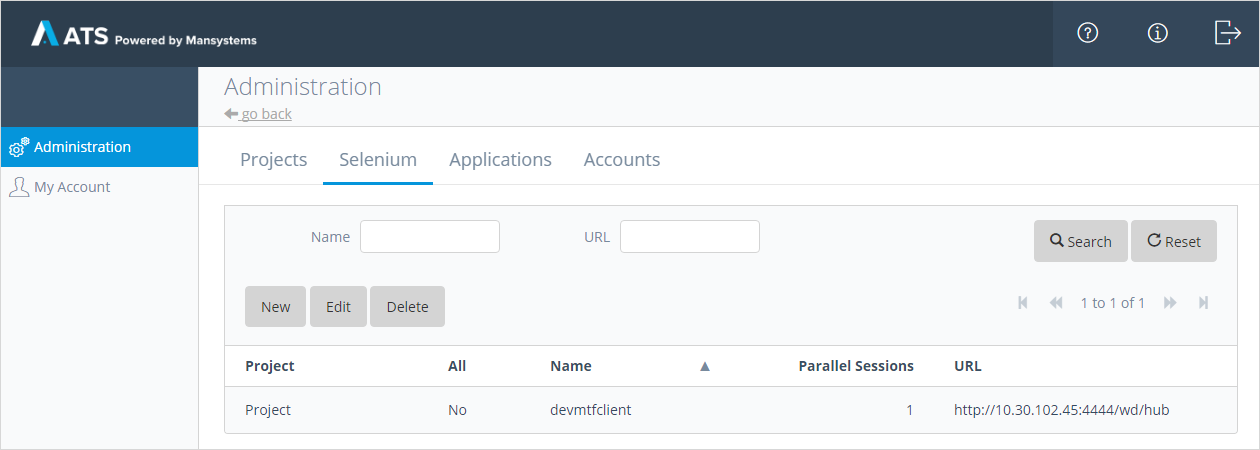 ATS Powered by Mansystems
Administration
go back
Administration
My Account
Projects Selenium Applications Accounts
Name URL Search Reset
New Edit Delete 1 to 1 of 1
Project All Name Parallel Sessions URL
Project No devmtfclient 1 http://10.30.102.45:4444/wd/hub